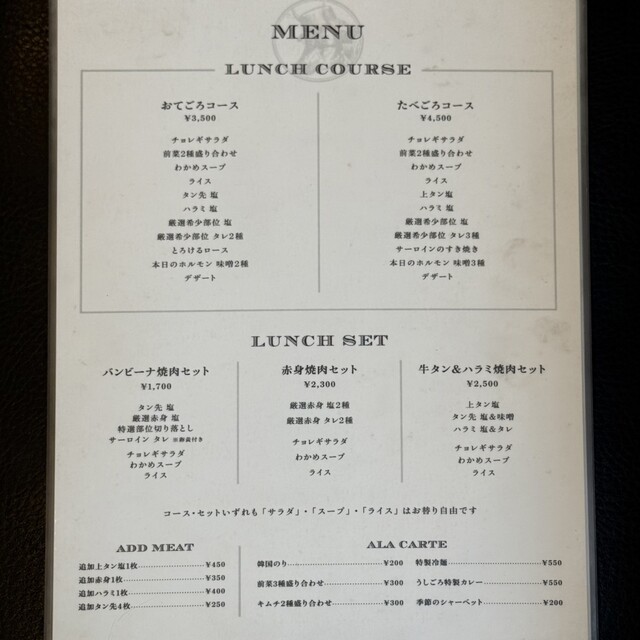 MENU
LUNCH COURSE
おてごろコース
¥3,500
チョレギサラダ
前菜2種盛り合わせ
わかめスープ
ライス
タン先 塩
ハラミ 塩
厳選希少部位 塩
厳選希少部位 タレ2種
とろけるロース
本日のホルモン 味噌2種
デザート
たべごろコース
¥4,500
チョレギサラダ
前菜2種盛り合わせ
わかめスープ
ライス
上タン塩
ハラミ 塩
厳選希少部位 塩
厳選希少部位 タレ3種
サーロインのすき焼き
本日のホルモン 味噌3種
デザート
LUNCH SET
バンビーナ焼肉セット
¥1,700
タン先 塩
厳選赤身 塩
特選部位切り落とし
サーロイン タレ ※卵黄付き
チョレギサラダ
わかめスープ
ライス
赤身焼肉セット
¥2,300
厳選赤身 塩2種
厳選赤身 タレ2種
チョレギサラダ
わかめスープ
ライス
牛タン&ハラミ焼肉セット
¥2,500
上タン塩
タン先 塩&味噌
ハラミ 塩&タレ
チョレギサラダ
わかめスープ
ライス
コース・セットいずれも「サラダ」・「スープ」・「ライス」はお替り自由です
ADD MEAT
追加上タン塩1枚 ¥450
追加赤身1枚 ¥350
追加ハラミ1枚 ¥400
追加タン先4枚 ¥250
ALA CARTE
韓国のり ¥200
前菜3種盛り合わせ ¥300
キムチ2種盛り合わせ ¥300
特製冷麺 ¥550
うしごろ特製カレー ¥550
季節のシャーベット ¥200